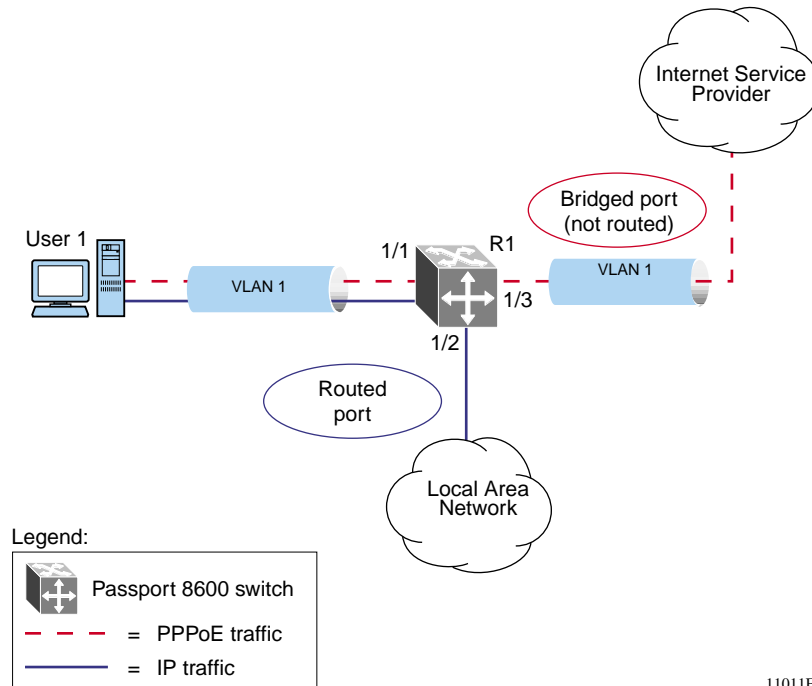 Internet Service
Provider
Bridged port
(not routed)
User 1
1/1
R1
VLAN 1
VLAN 1
1/3
1/2
Routed
port
Local Area
Network
Legend:
Passport 8600 switch
= PPPoE traffic
= IP traffic